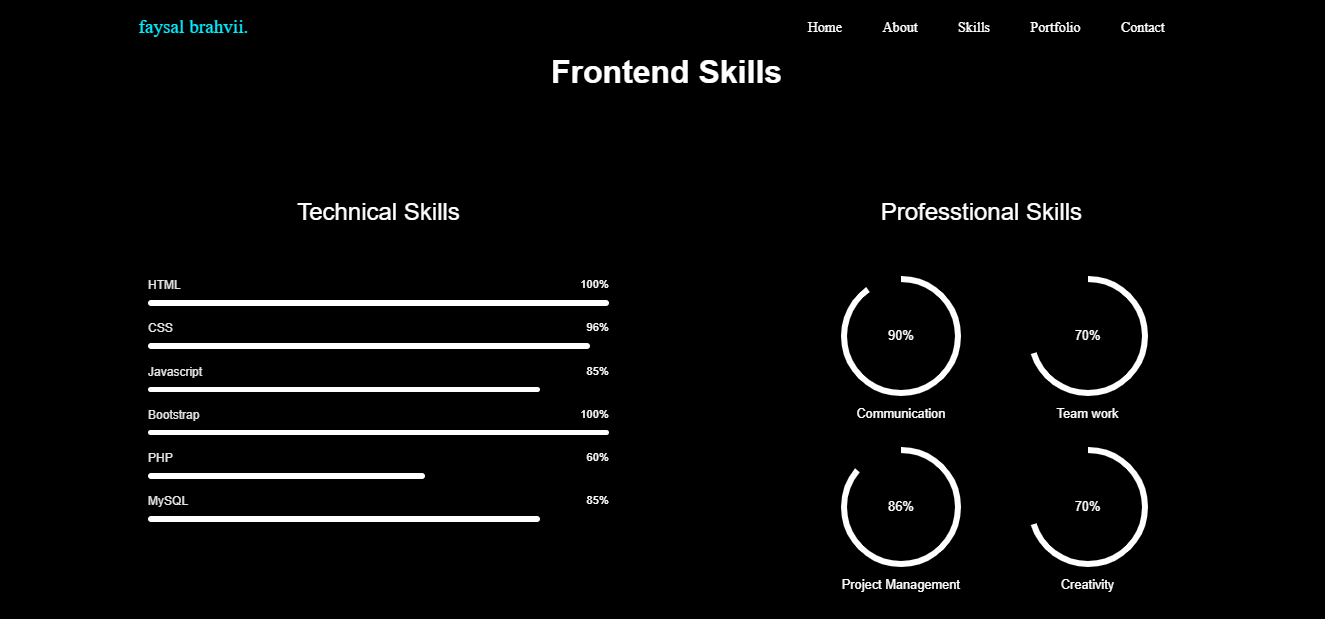 faysal brahvii.
Home About Skills Portfolio Contact
Frontend Skills
Technical Skills
HTML 100%
CSS 96%
Javascript 85%
Bootstrap 100%
PHP 60%
MySQL 85%
Professtional Skills
90% 70%
Communication Team work
86% 70%
Project Management Creativity